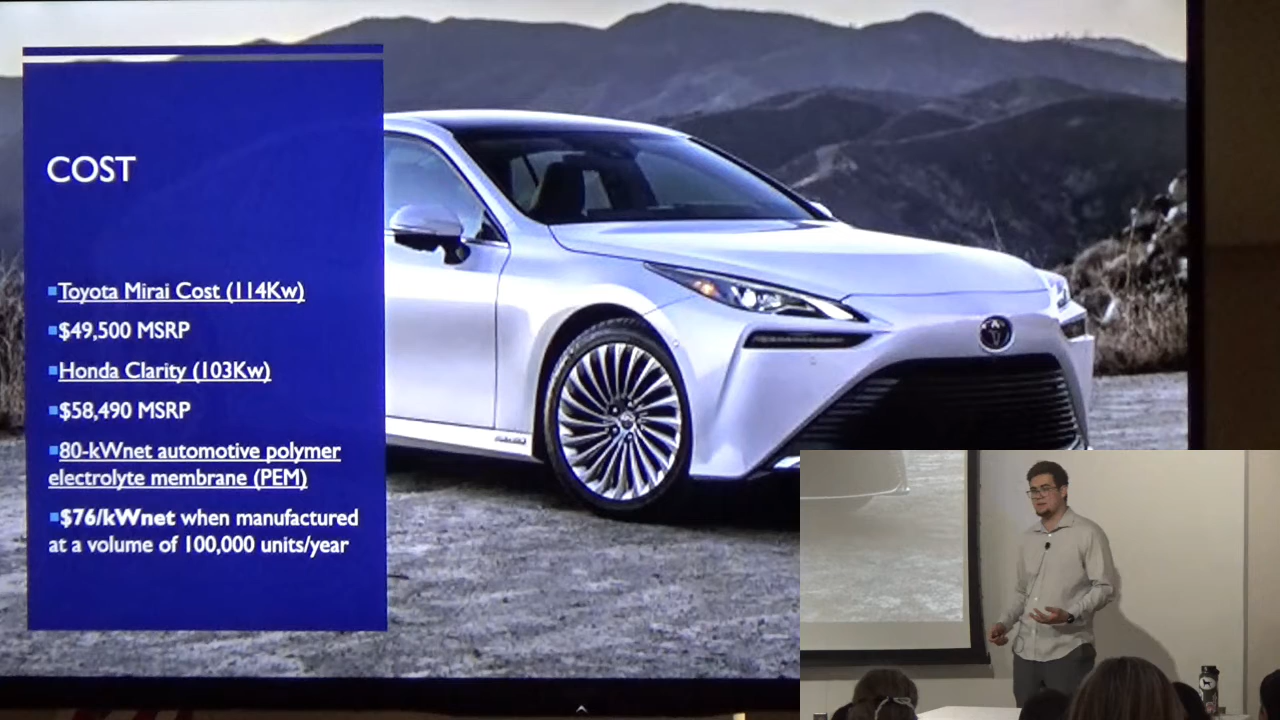 COST
▪Toyota Mirai Cost (114Kw)
▪$49,500 MSRP
▪Honda Clarity (103Kw)
▪$58,490 MSRP
▪80-kWnet automotive polymer
electrolyte membrane (PEM)
▪$76/kWnet when manufactured
at a volume of 100,000 units/year